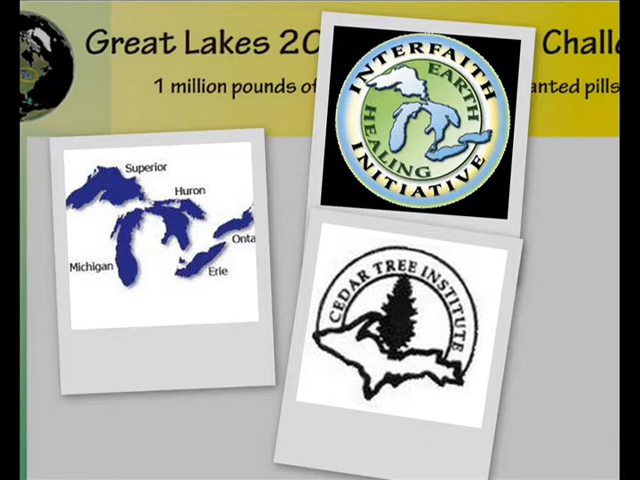 Great Lakes 20
Challe
1 million pounds of
anted pills
Superior
Huron
Onta
Michigan
Erie
INTERFAITH
EARTH
HEALING
INITIATIVE
CEDAR TREE INSTITUTE